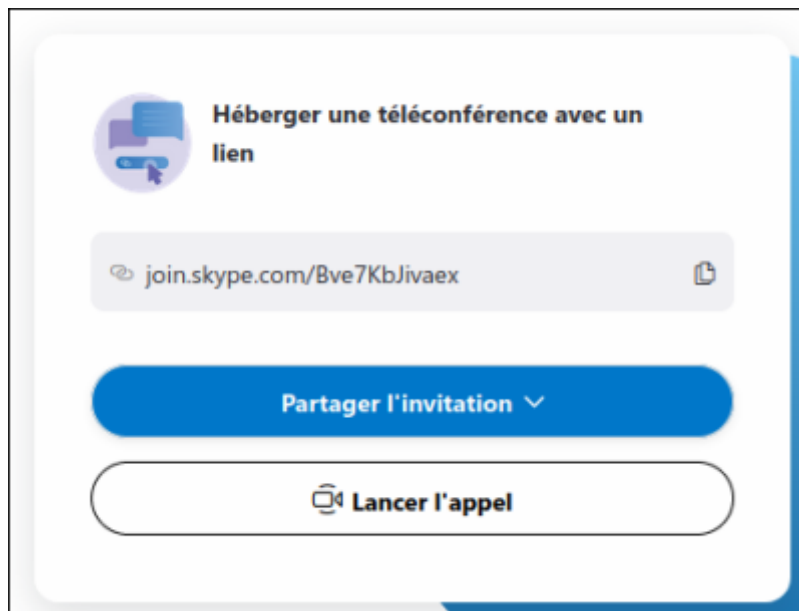 Héberger une téléconférence avec un
lien
join.skype.com/Bve7KbJivaex
Partager l'invitation
Lancer l'appel